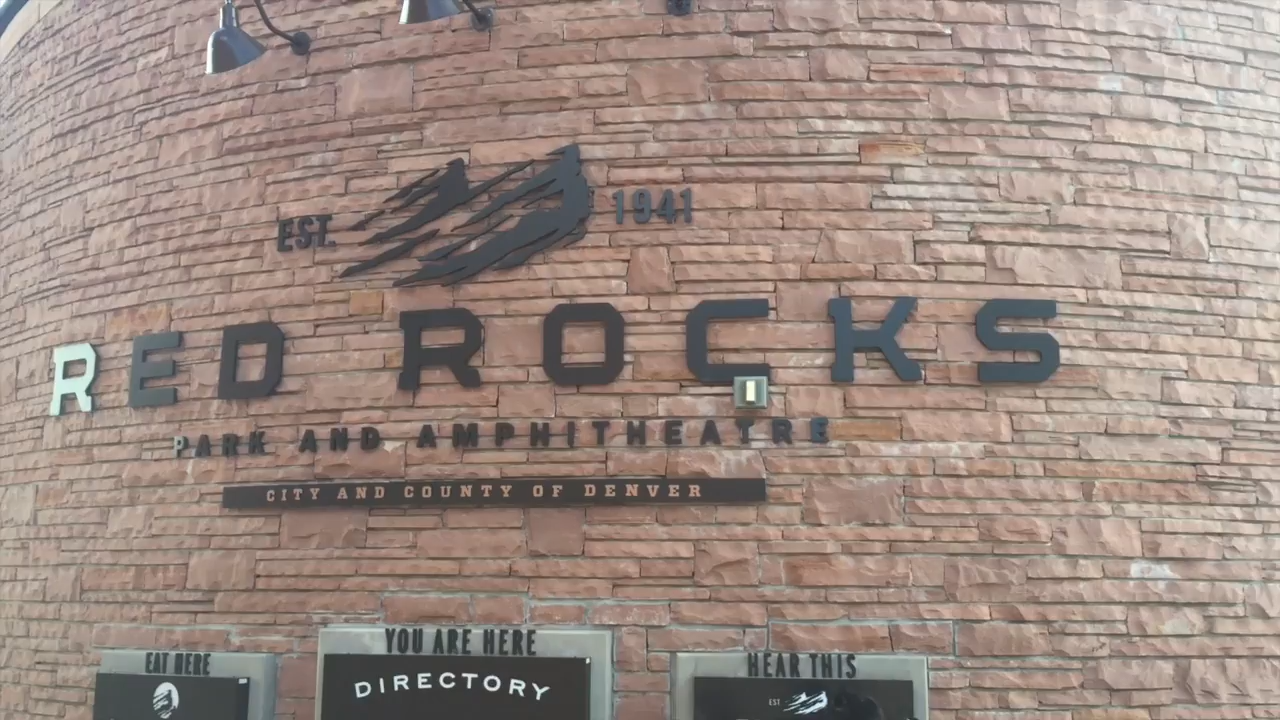 EST. 1941
RED ROCKS
PARK AND AMPHITHEATRE
CITY AND COUNTY OF DENVER
EAT HERE
YOU ARE HERE
DIRECTORY
HEAR THIS
EST